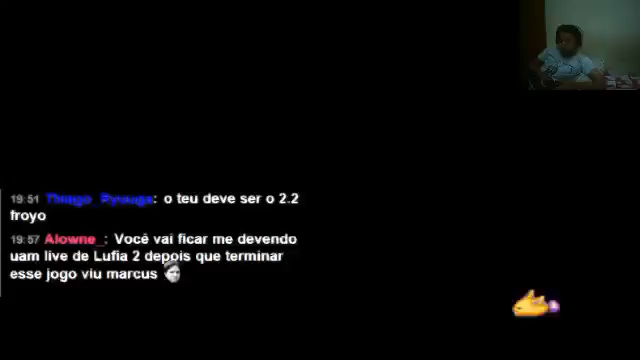 19:51 Thiago_Ryuuga: o teu deve ser o 2.2
froyo
19:57 Alowne_: Você vai ficar me devendo
uam live de Lufia 2 depois que terminar
esse jogo viu marcus